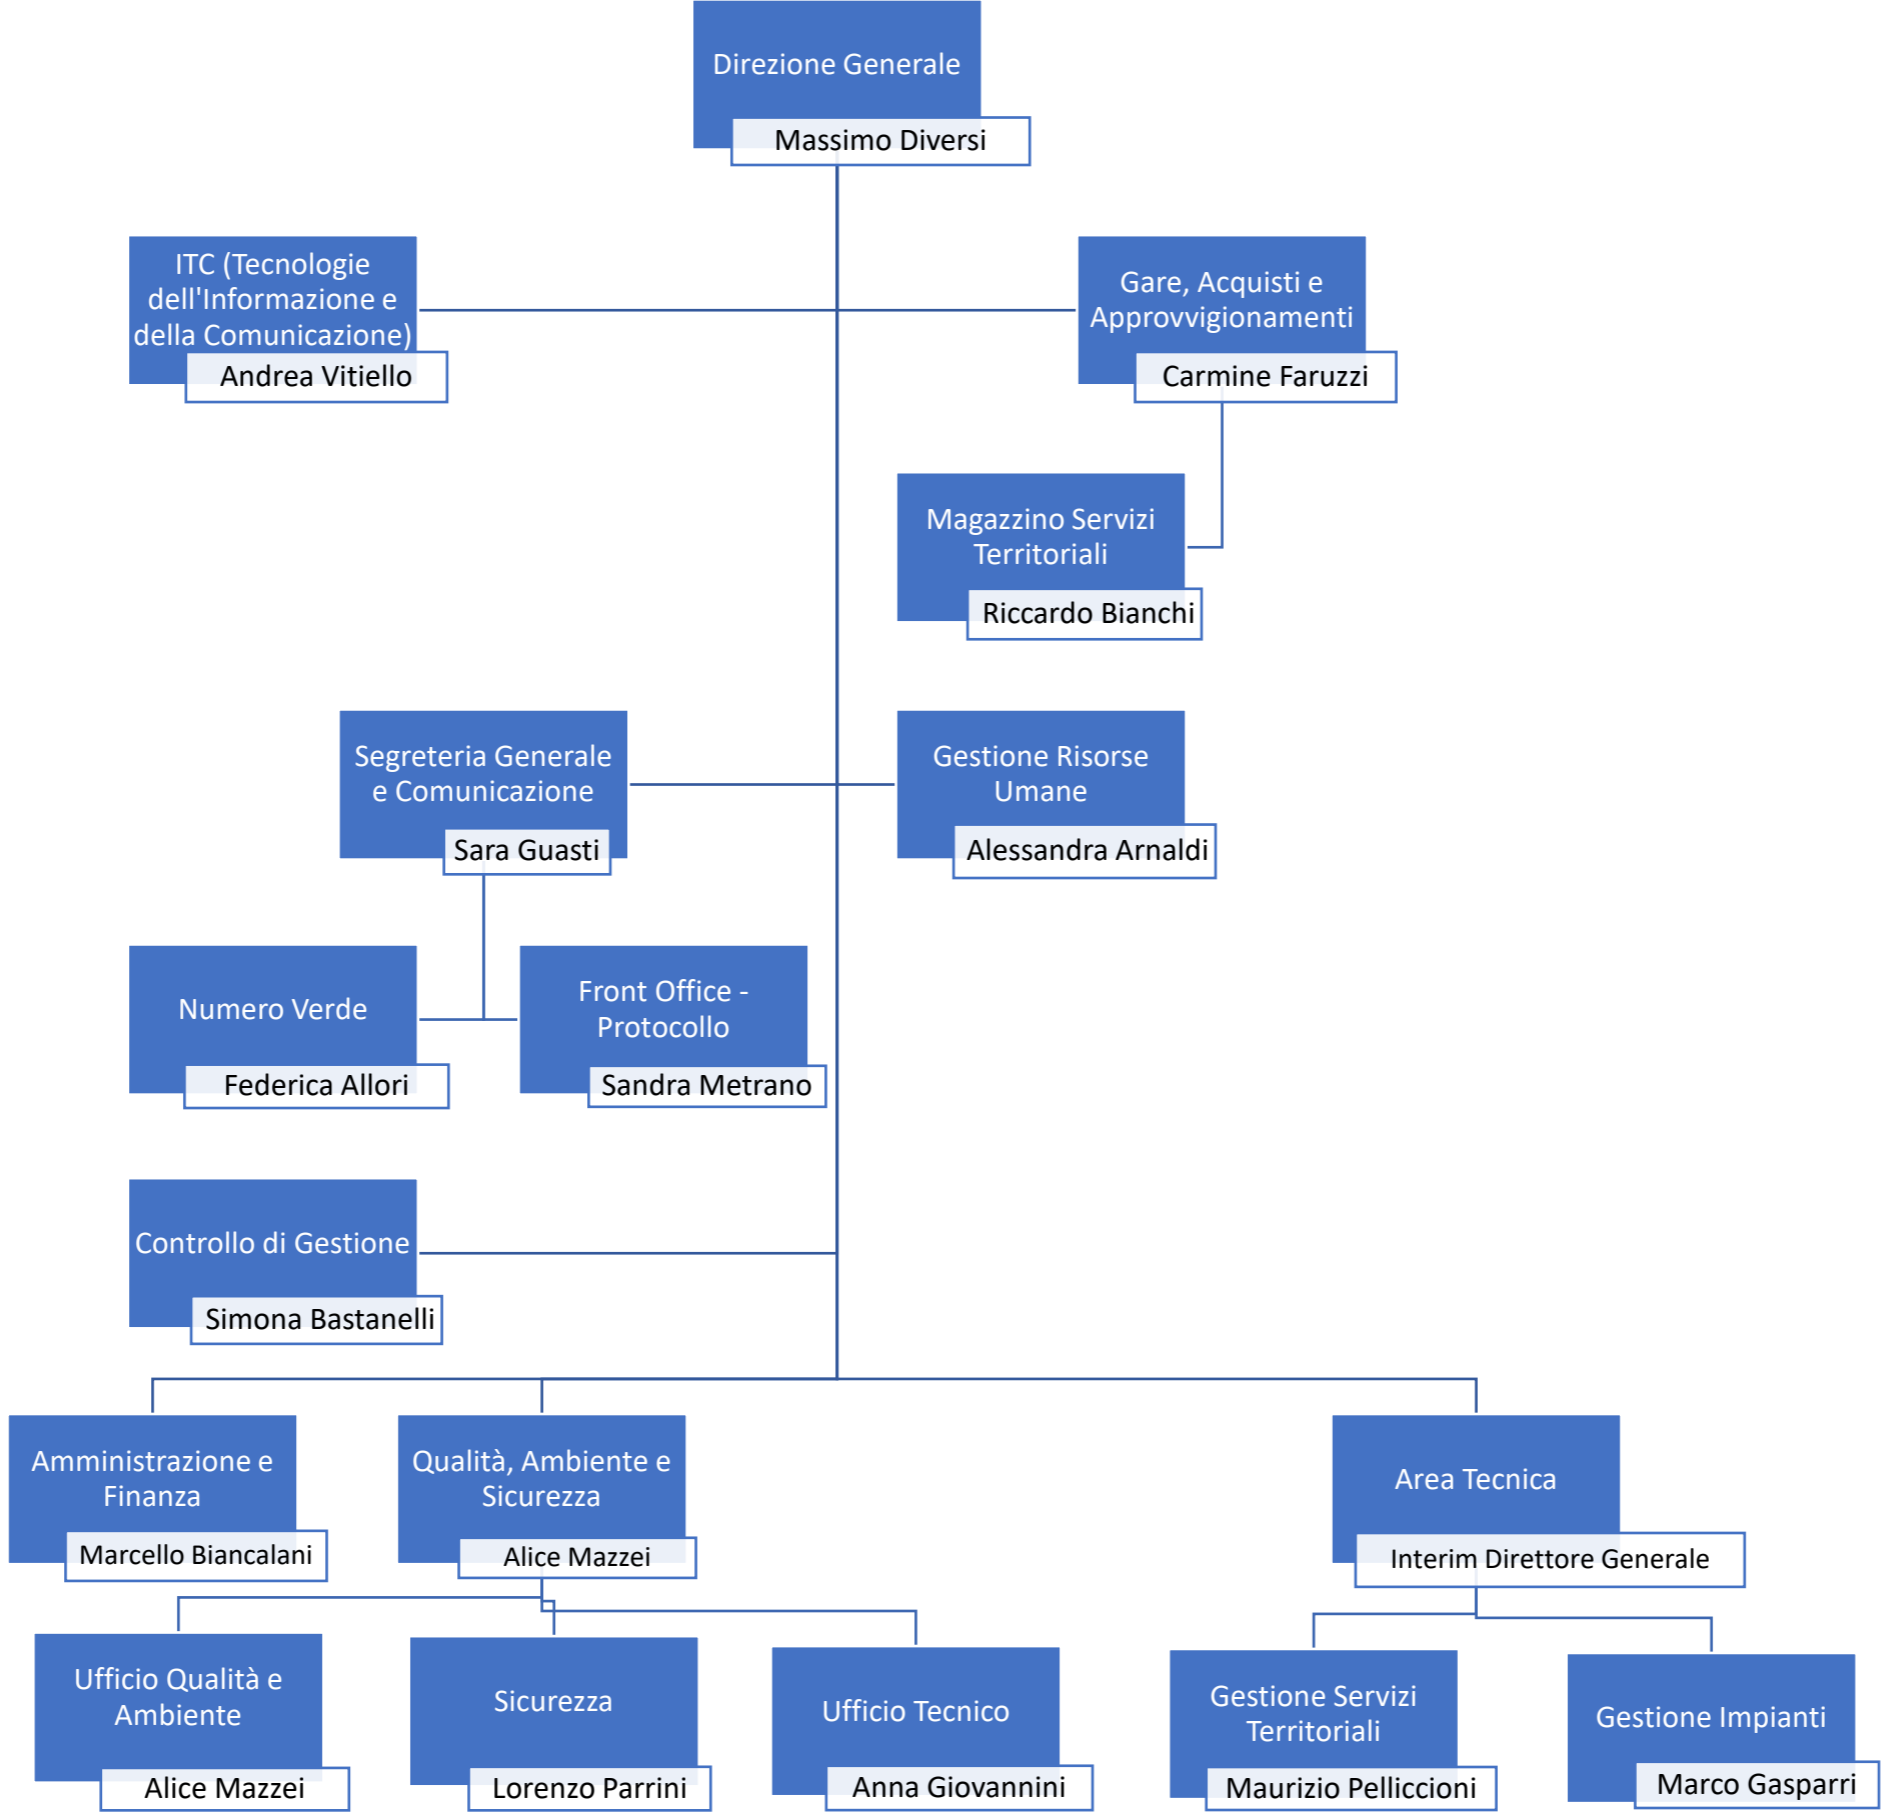 Direzione Generale
Massimo Diversi
ITC (Tecnologie
dell'Informazione e
della Comunicazione)
Andrea Vitiello
Gare, Acquisti e
Approvvigionamenti
Carmine Faruzzi
Magazzino Servizi
Territoriali
Riccardo Bianchi
Segreteria Generale
e Comunicazione
Sara Guasti
Gestione Risorse
Umane
Alessandra Arnaldi
Numero Verde
Federica Allori
Front Office -
Protocollo
Sandra Metrano
Controllo di Gestione
Simona Bastanelli
Amministrazione e
Finanza
Marcello Biancalani
Qualità, Ambiente e
Sicurezza
Alice Mazzei
Area Tecnica
Interim Direttore Generale
Ufficio Qualità e
Ambiente
Alice Mazzei
Sicurezza
Lorenzo Parrini
Ufficio Tecnico
Anna Giovannini
Gestione Servizi
Territoriali
Maurizio Pelliccioni
Gestione Impianti
Marco Gasparri